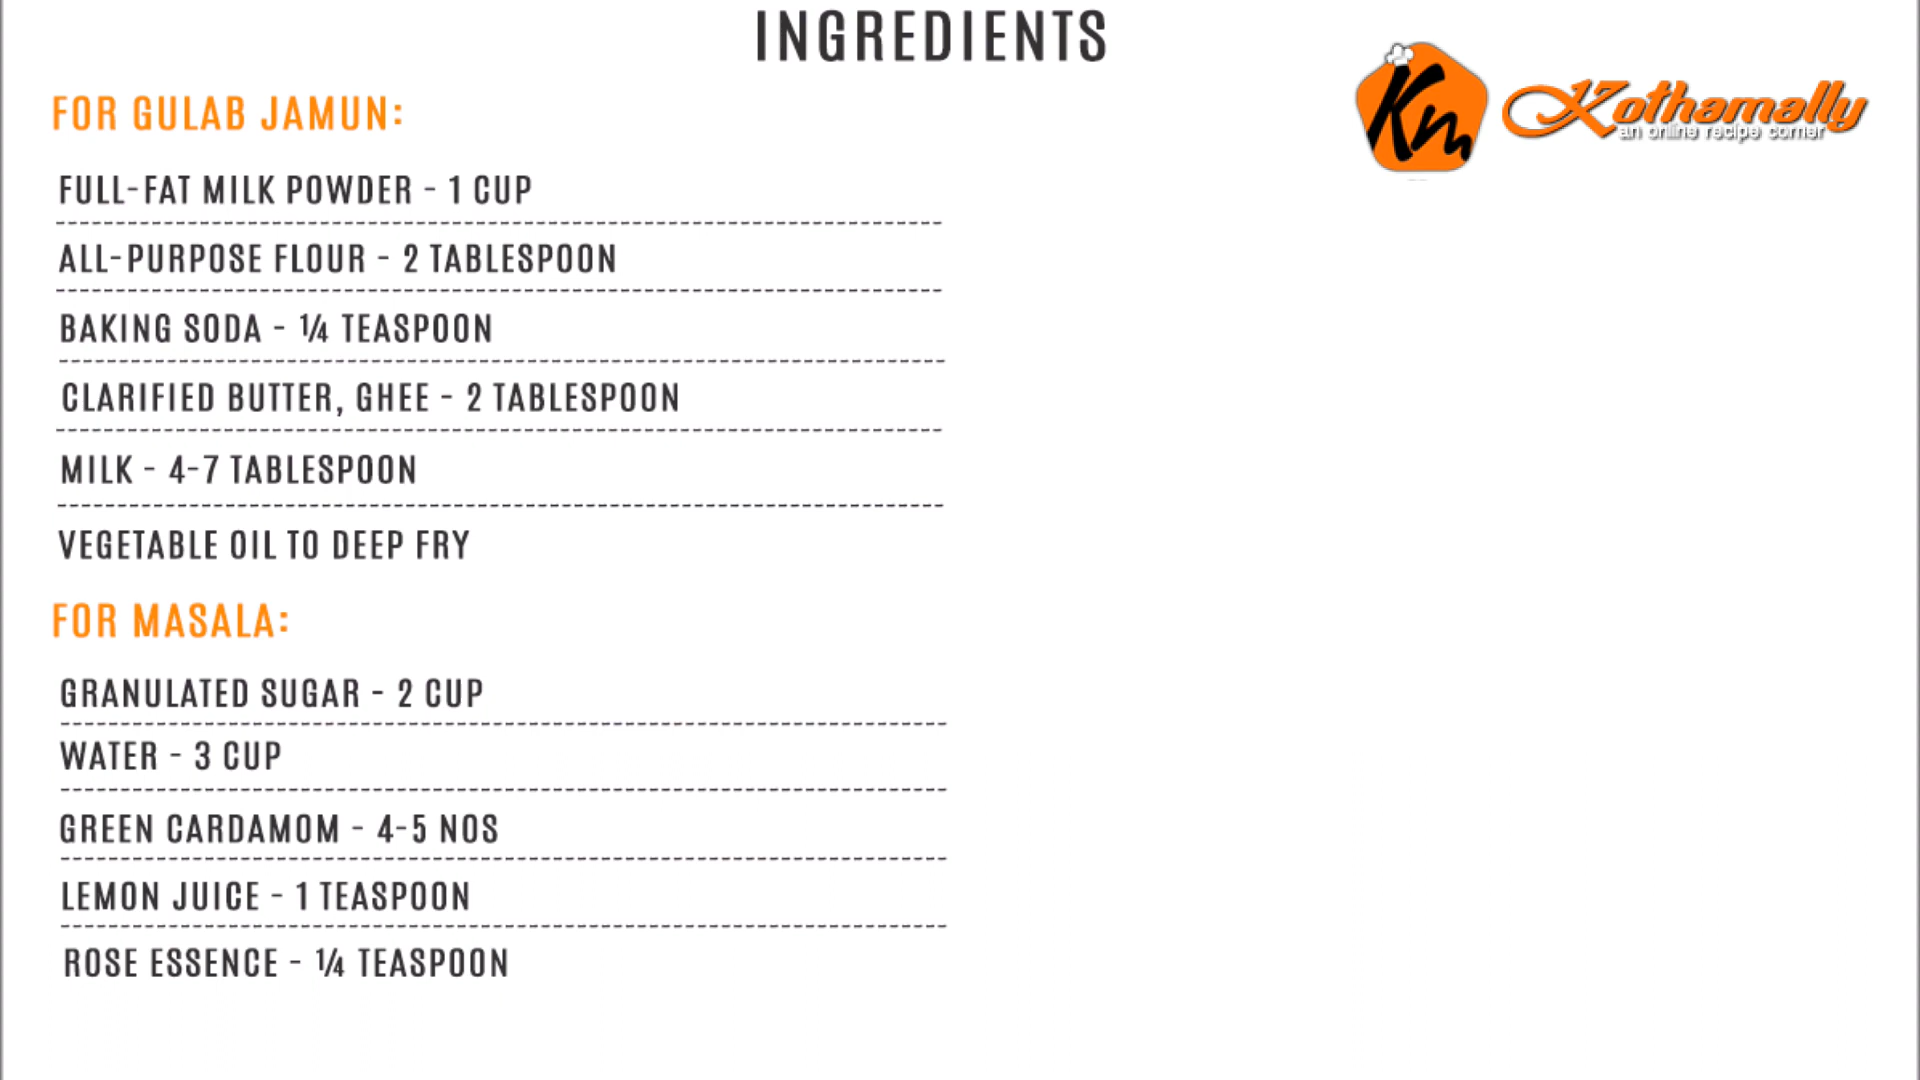 INGREDIENTS
Km
Kothamally
an online recipe corner
FOR GULAB JAMUN:
FULL-FAT MILK POWDER - 1 CUP
ALL-PURPOSE FLOUR - 2 TABLESPOON
BAKING SODA - ¼ TEASPOON
CLARIFIED BUTTER, GHEE - 2 TABLESPOON
MILK - 4-7 TABLESPOON
VEGETABLE OIL TO DEEP FRY
FOR MASALA:
GRANULATED SUGAR - 2 CUP
WATER - 3 CUP
GREEN CARDAMOM - 4-5 NOS
LEMON JUICE - 1 TEASPOON
ROSE ESSENCE - ¼ TEASPOON